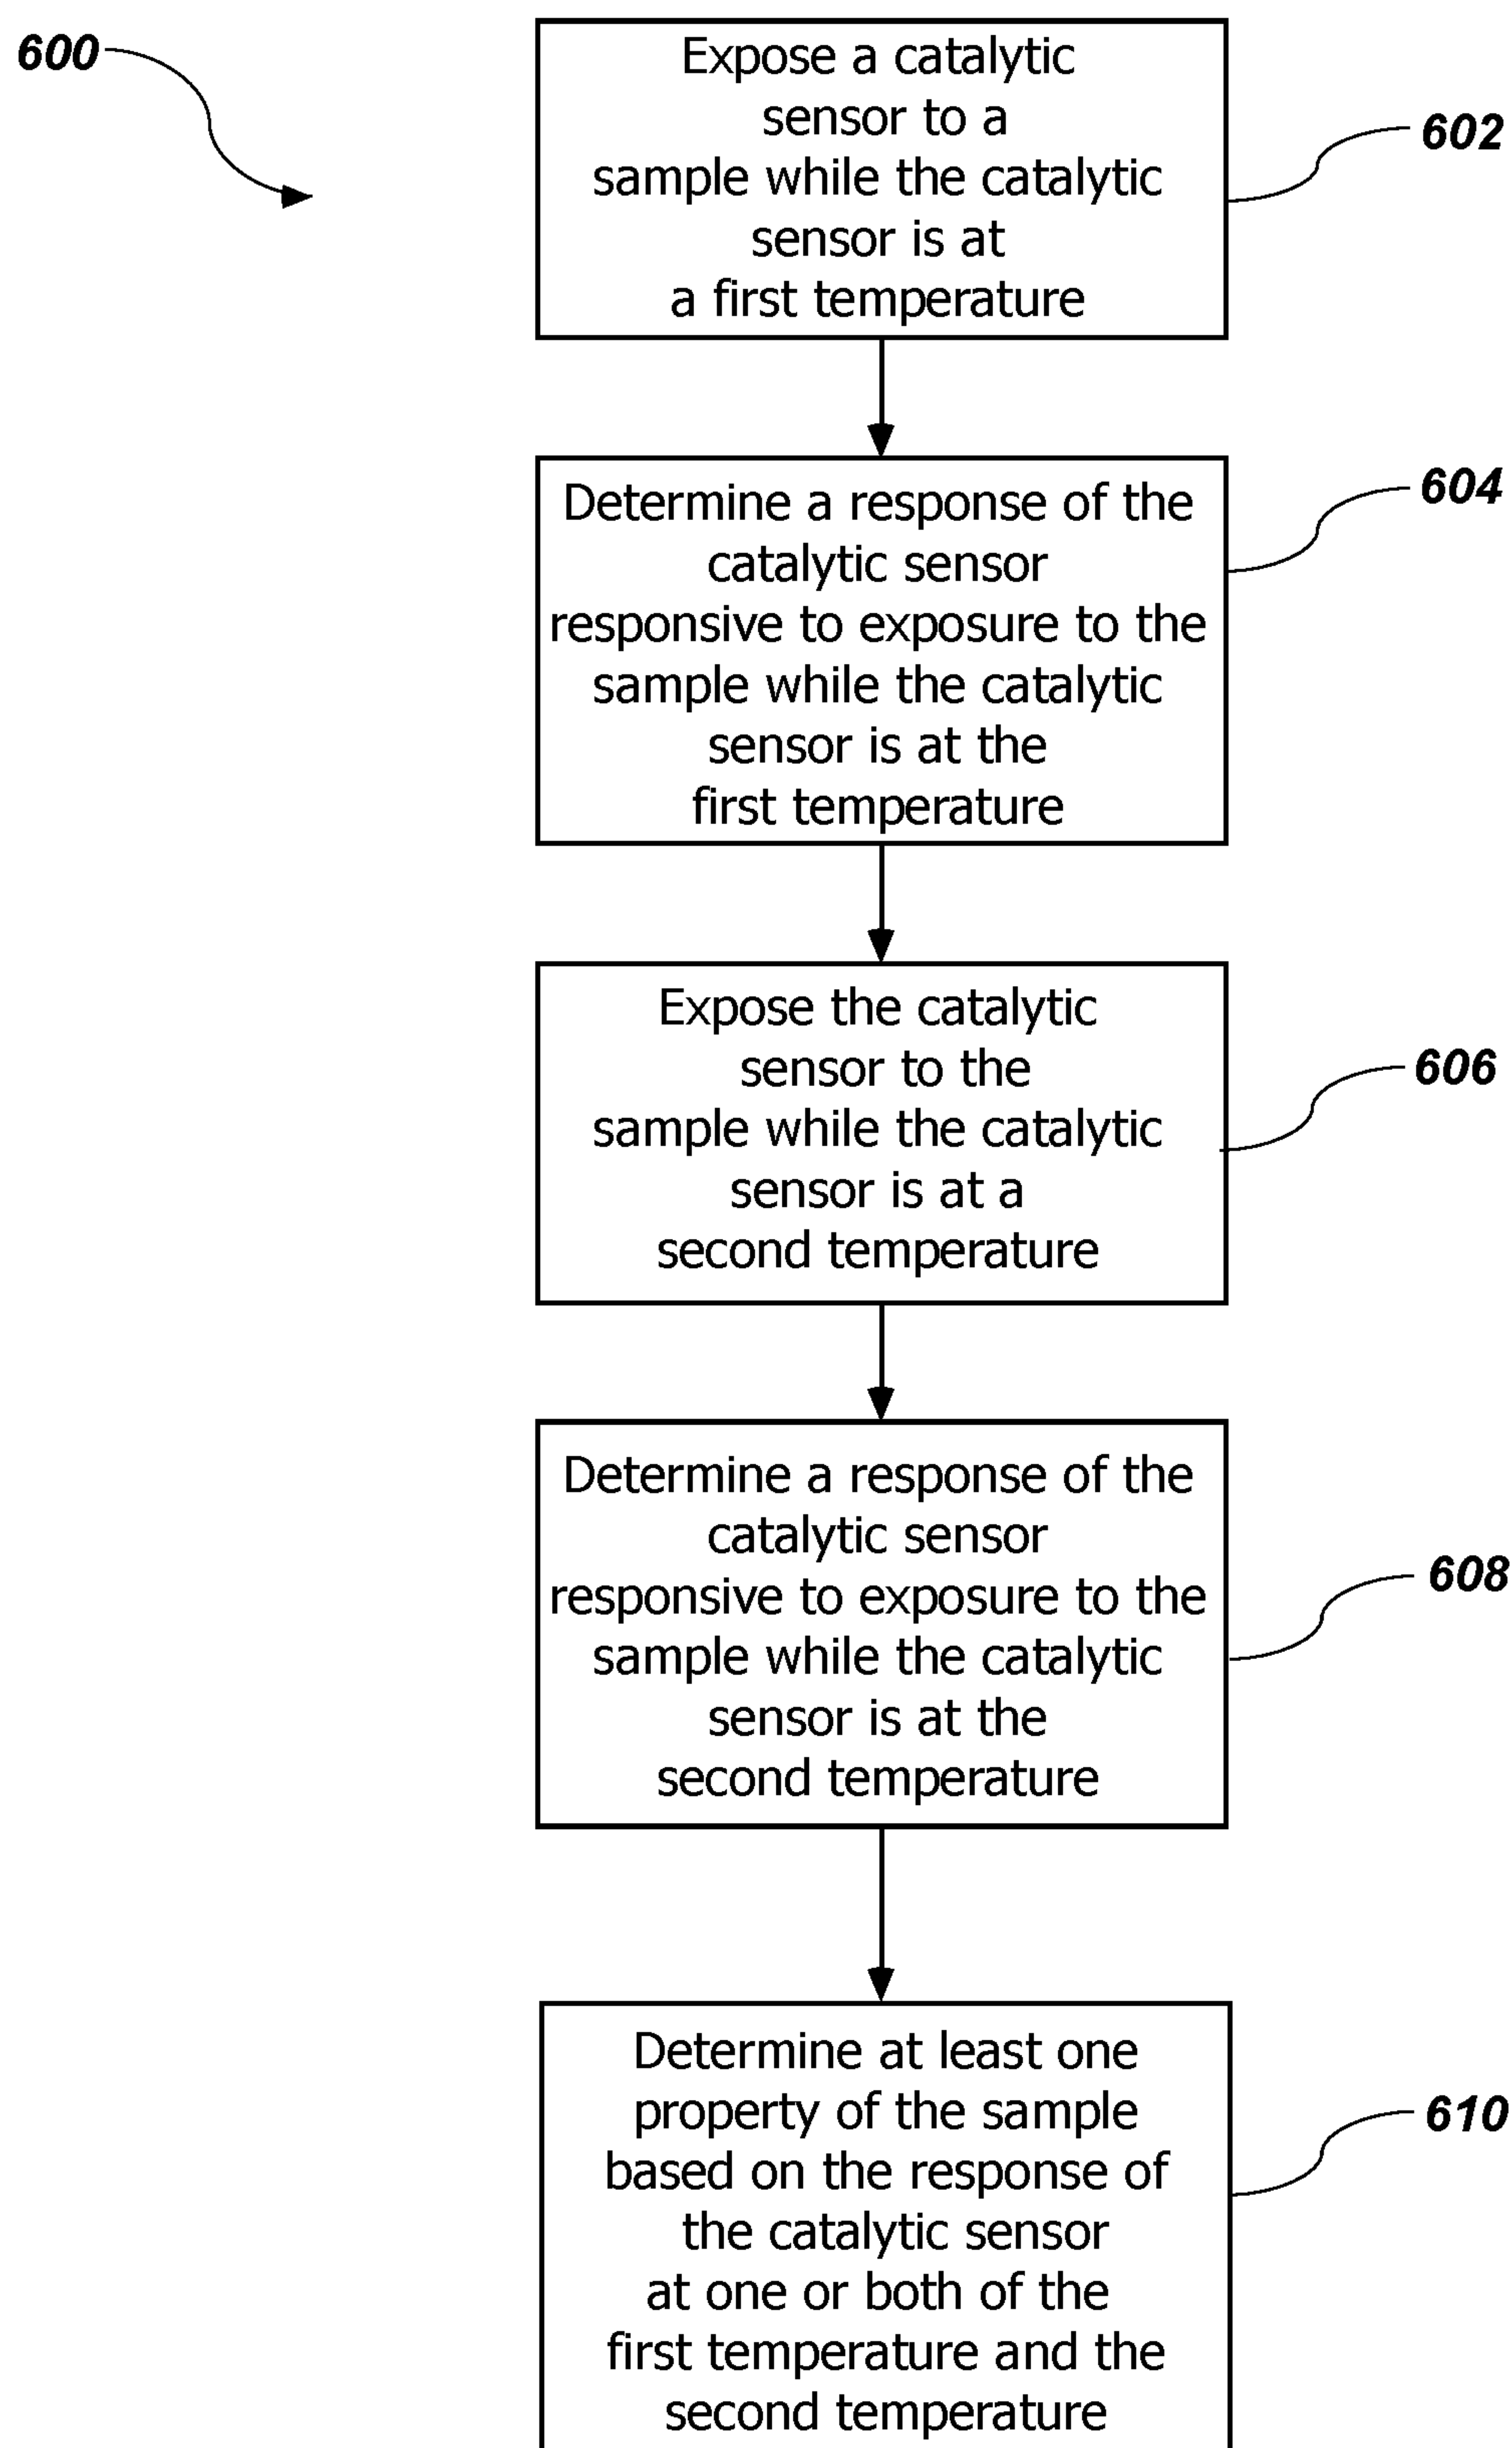 600
Expose a catalytic
sensor to a
sample while the catalytic
sensor is at
a first temperature
602
Determine a response of the
catalytic sensor
responsive to exposure to the
sample while the catalytic
sensor is at the
first temperature
604
Expose the catalytic
sensor to the
sample while the catalytic
sensor is at a
second temperature
606
Determine a response of the
catalytic sensor
responsive to exposure to the
sample while the catalytic
sensor is at the
second temperature
608
Determine at least one
property of the sample
based on the response of
the catalytic sensor
at one or both of the
first temperature and the
second temperature
610